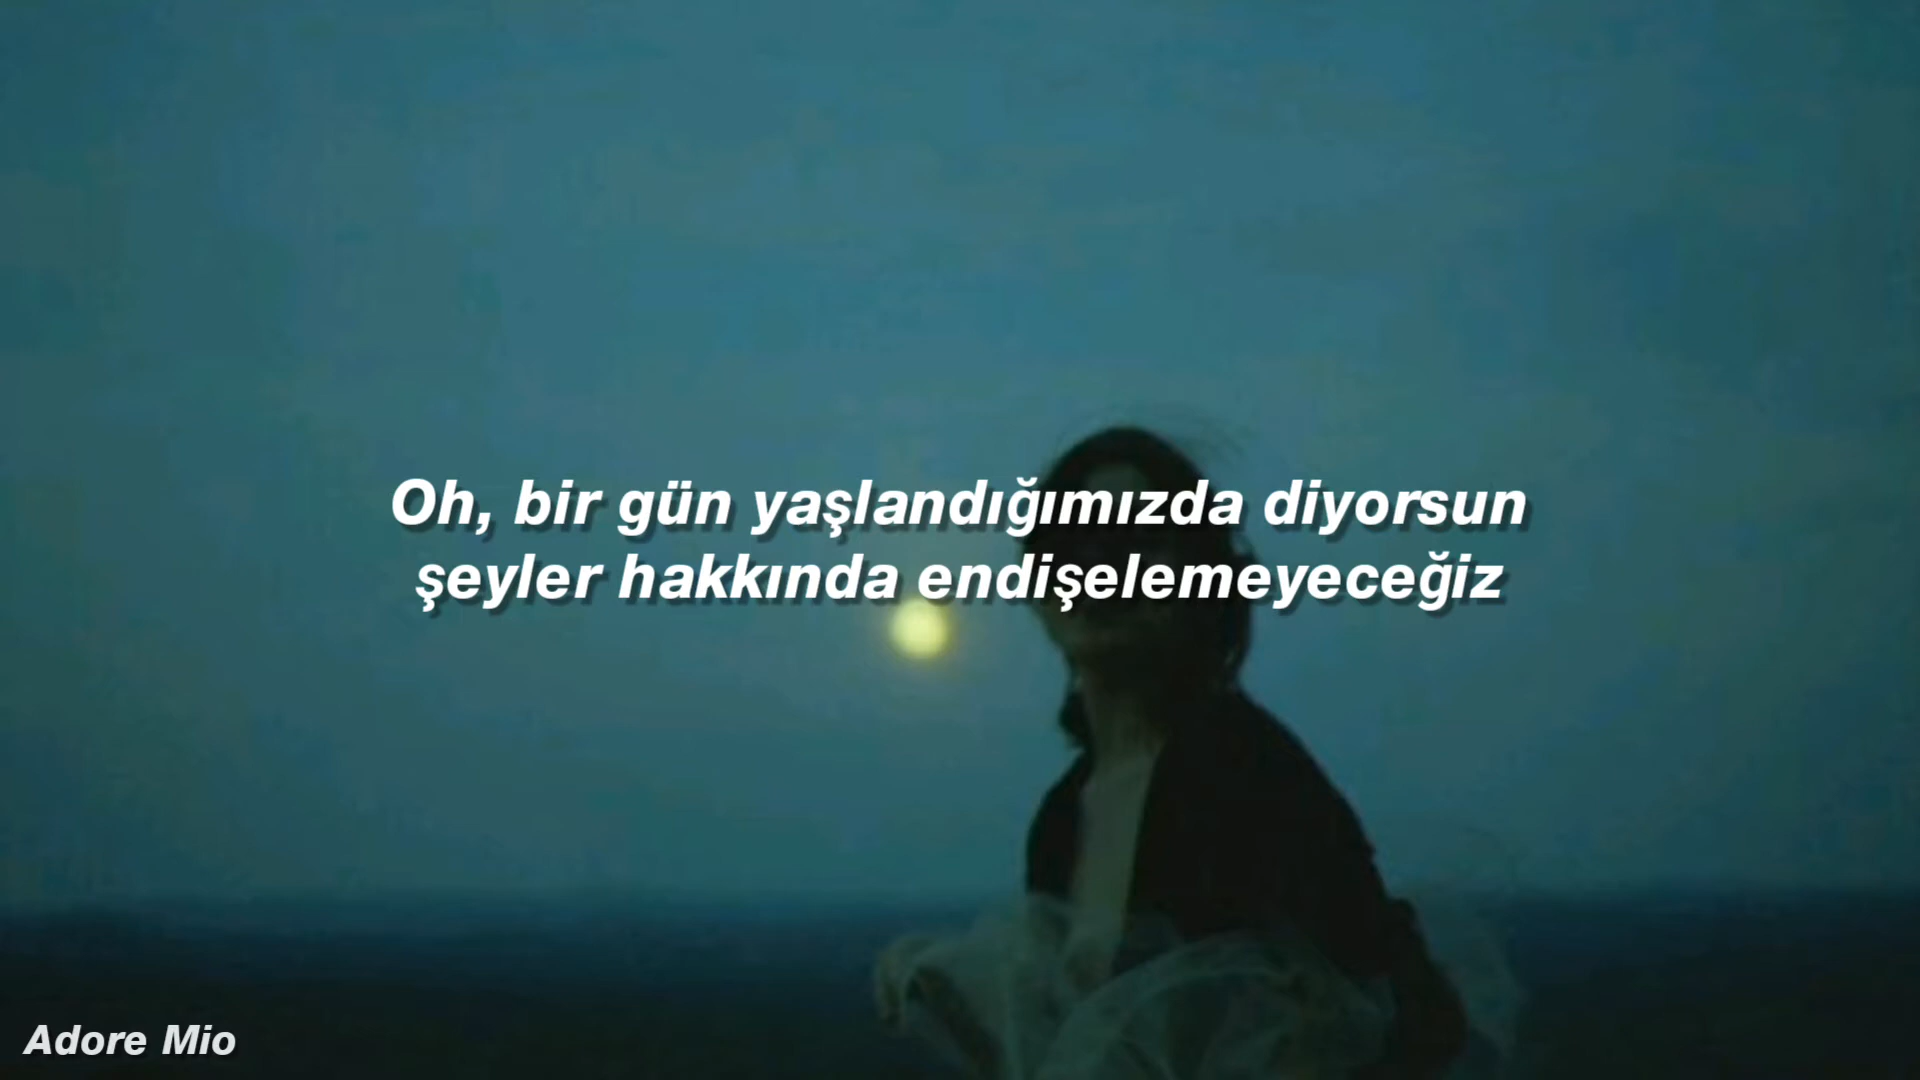 Oh, bir gün yaşlandığımızda diyorsun
şeyler hakkında endişelemeyeceğiz
Adore Mio